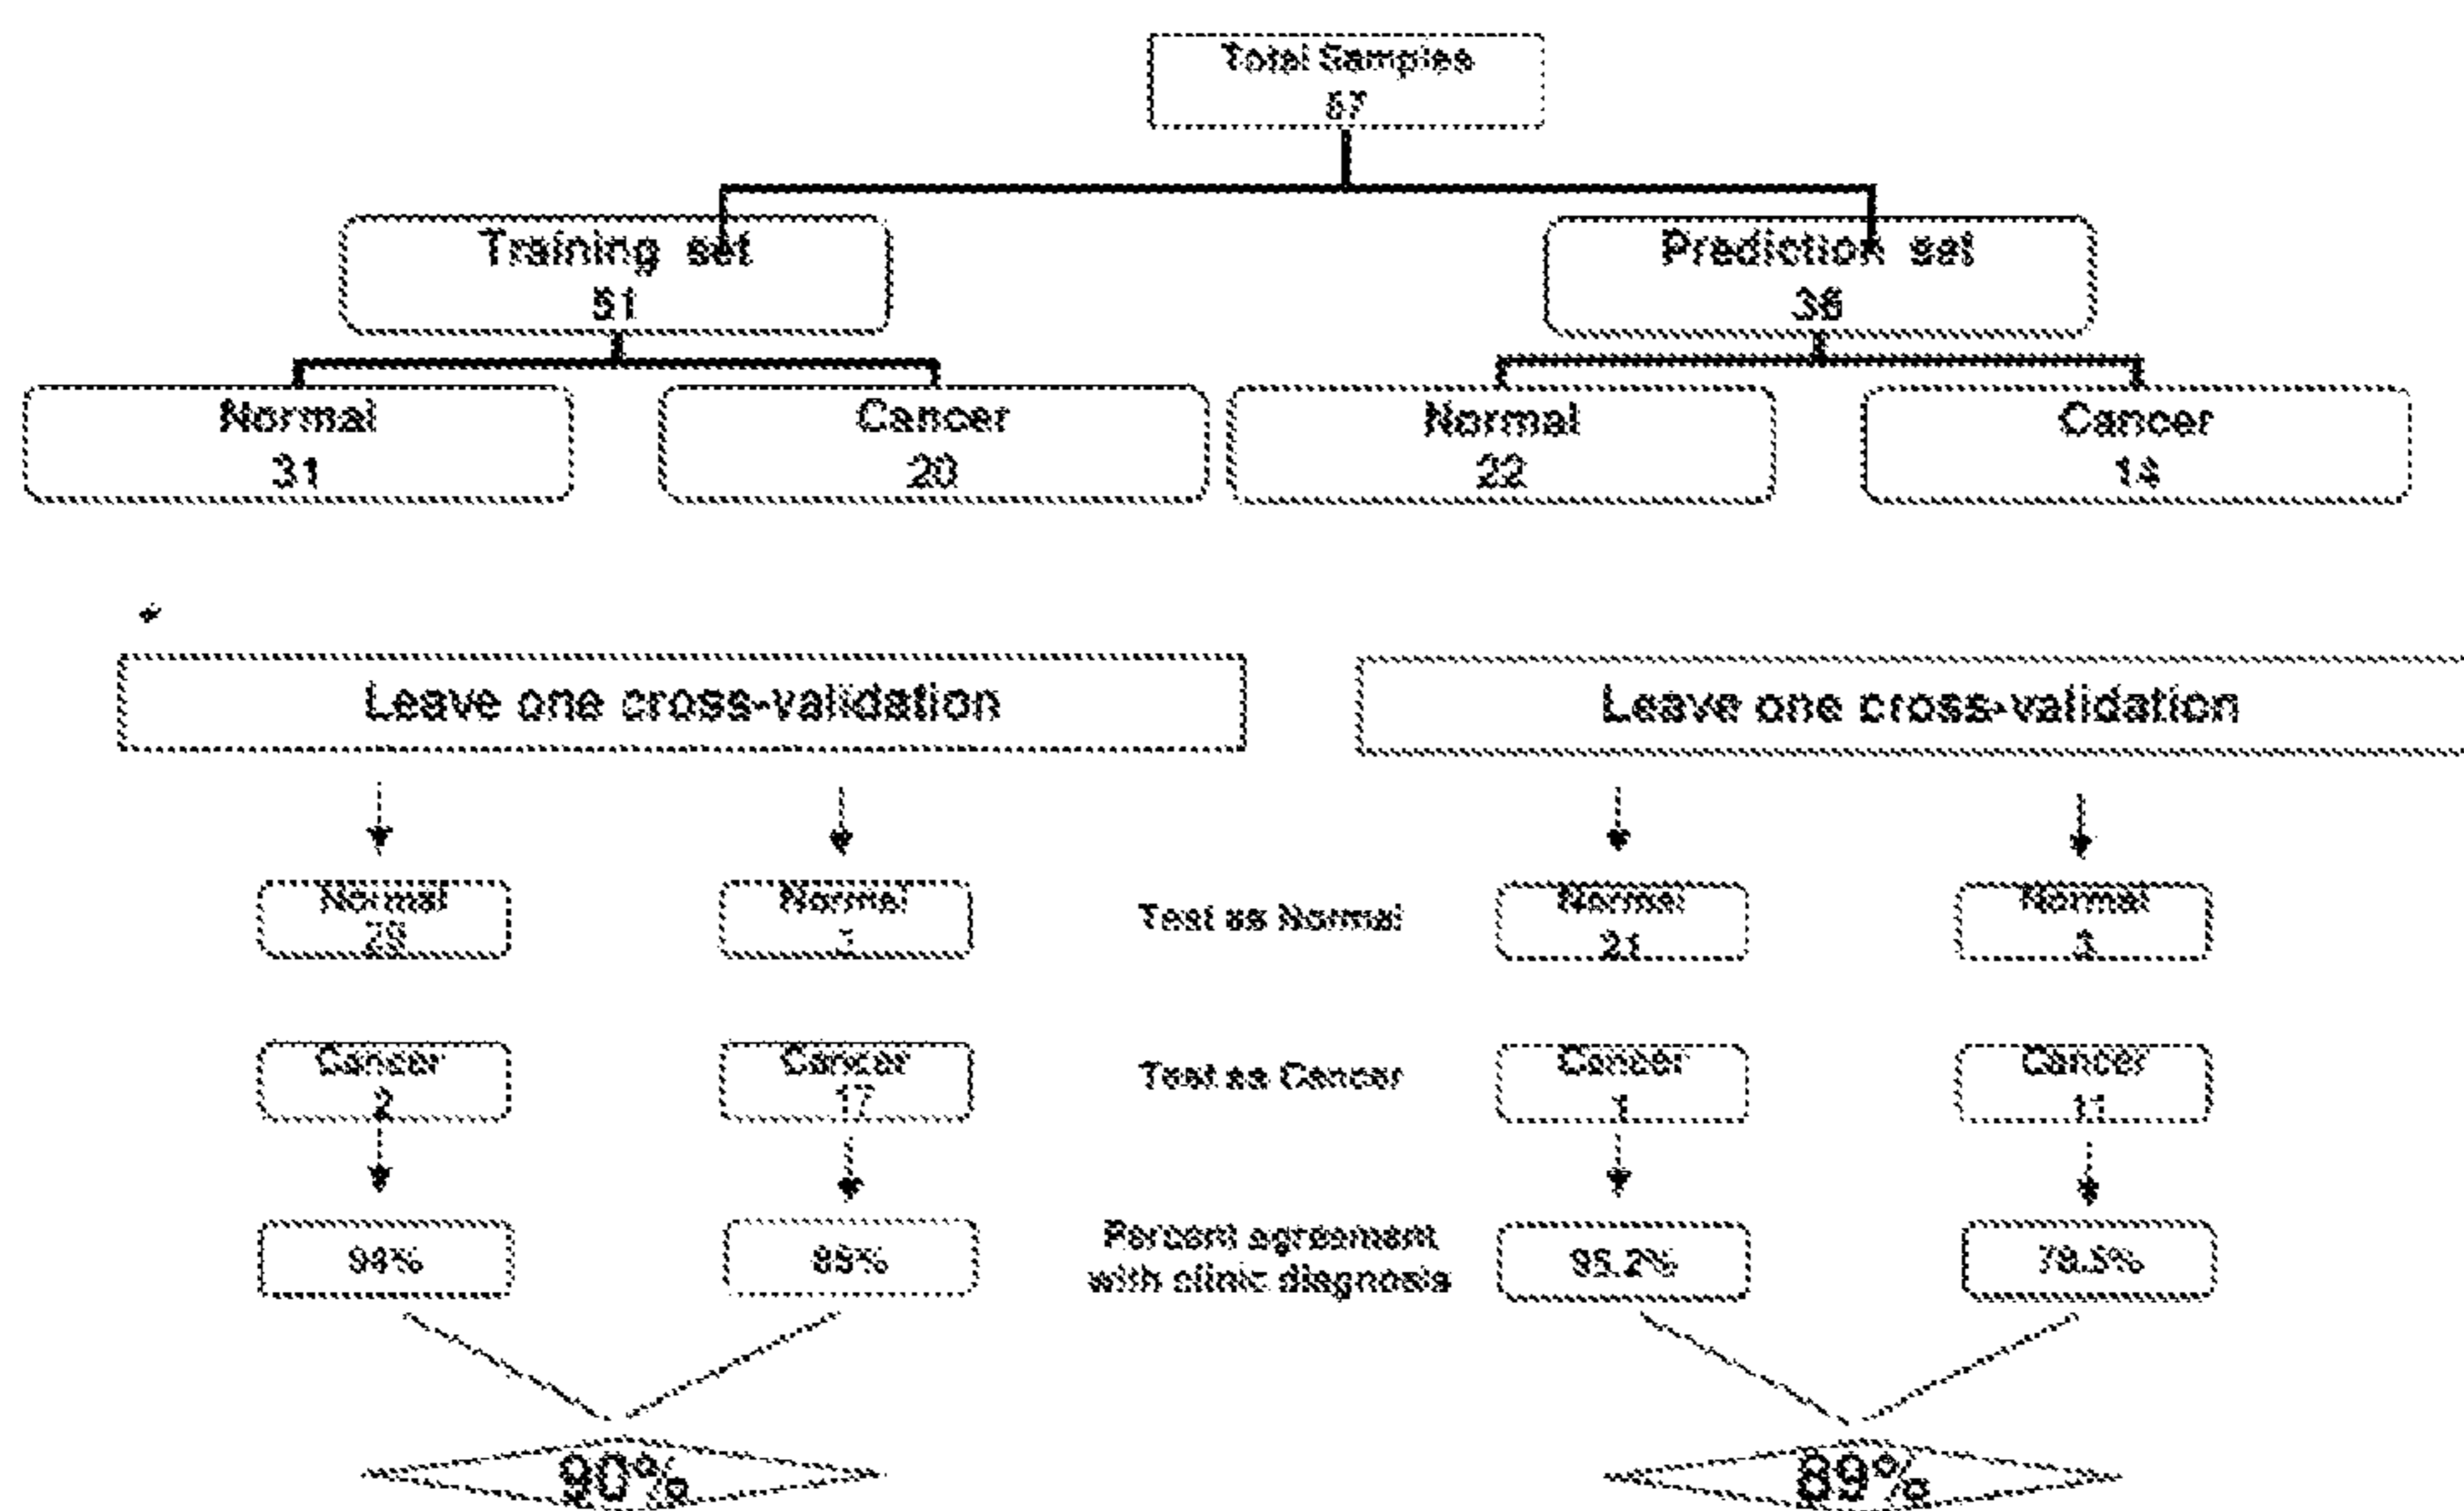 Total Samples
87
Training set
51
Prediction set
36
Normal
31
Cancer
20
Normal
22
Cancer
14
Leave one cross-validation
Leave one cross-validation
Normal
29
Normal
3
Test as Normal
Normal
21
Normal
3
Cancer
2
Cancer
17
Test as Cancer
Cancer
1
Cancer
11
94%
85%
Percent agreement
with clinic diagnosis
95.2%
78.5%
90%
89%